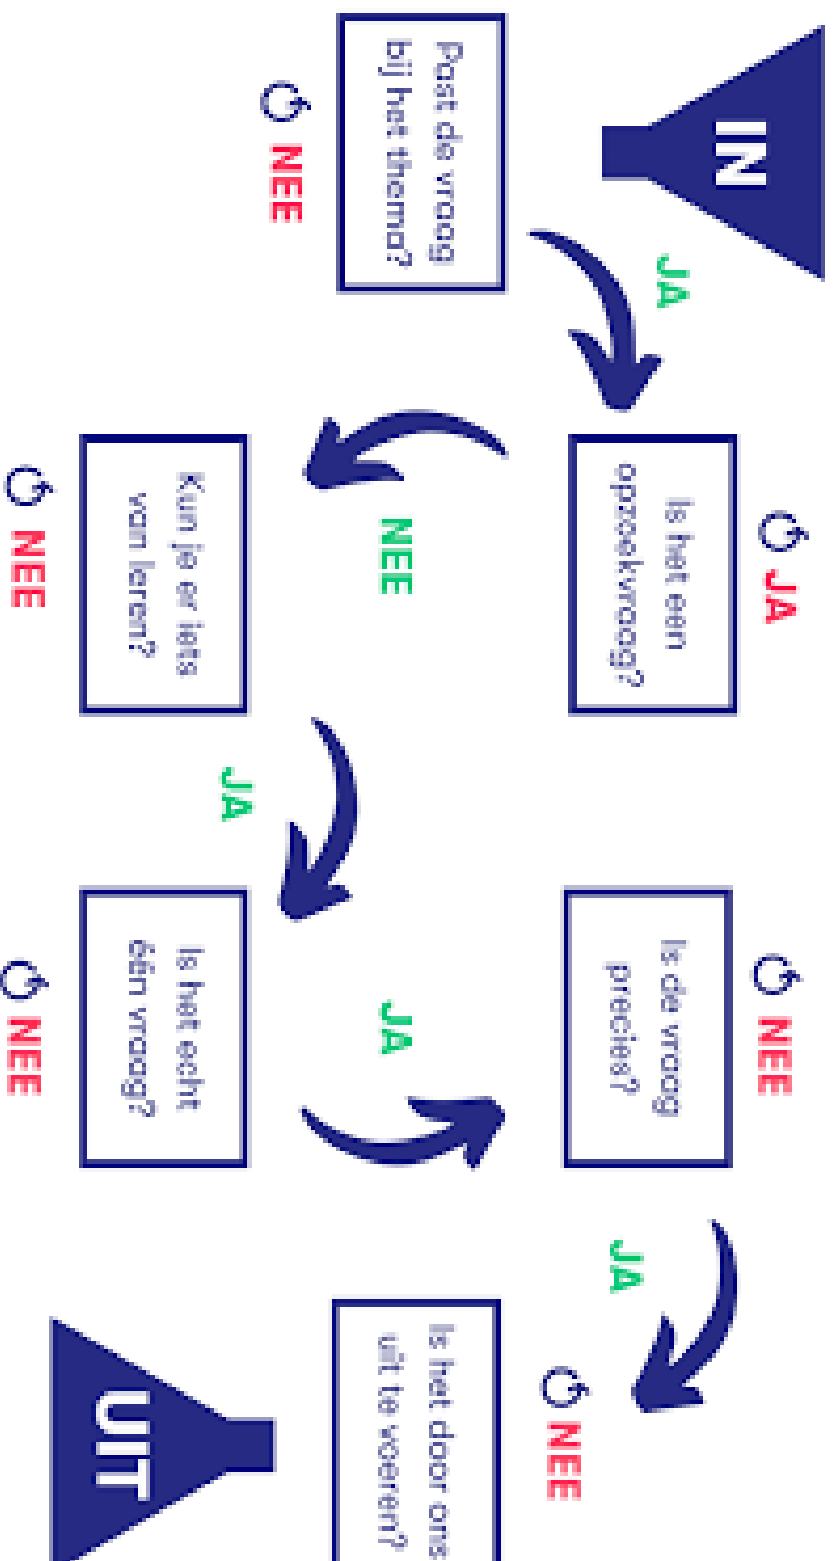 IN
Past de vraag
bij het thema?
NEE
JA
JA
Is het een
opzoekvraag?
NEE
Kun je er iets
van leren?
NEE
JA
Is het echt
één vraag?
NEE
JA
NEE
Is de vraag
precies?
JA
NEE
Is het door ons
uit te voeren?
UIT